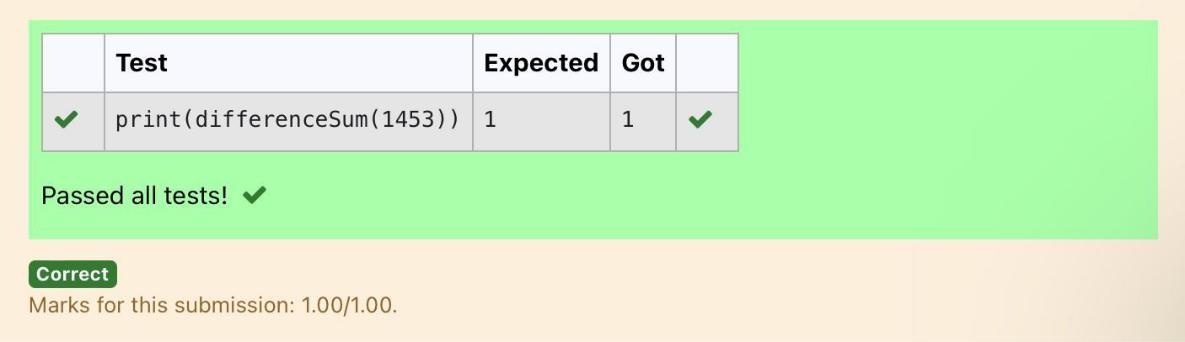 Test Expected Got
print(differenceSum(1453)) 1 1
Passed all tests!
Correct
Marks for this submission: 1.00/1.00.